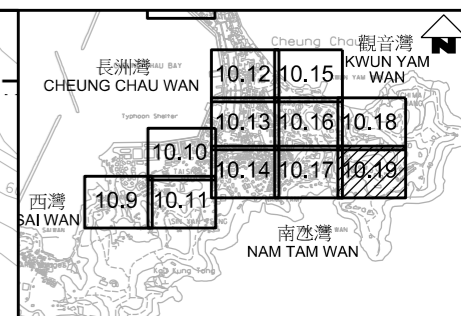 Cheung Chau
觀音灣
KWUN YAM
WAN
N
長洲灣
CHEUNG CHAU WAN
10.12
10.15
Typhoon Shelter
10.13
10.16
10.18
10.10
10.14
10.17
10.19
西灣
SAI WAN
10.9
10.11
南氹灣
NAM TAM WAN